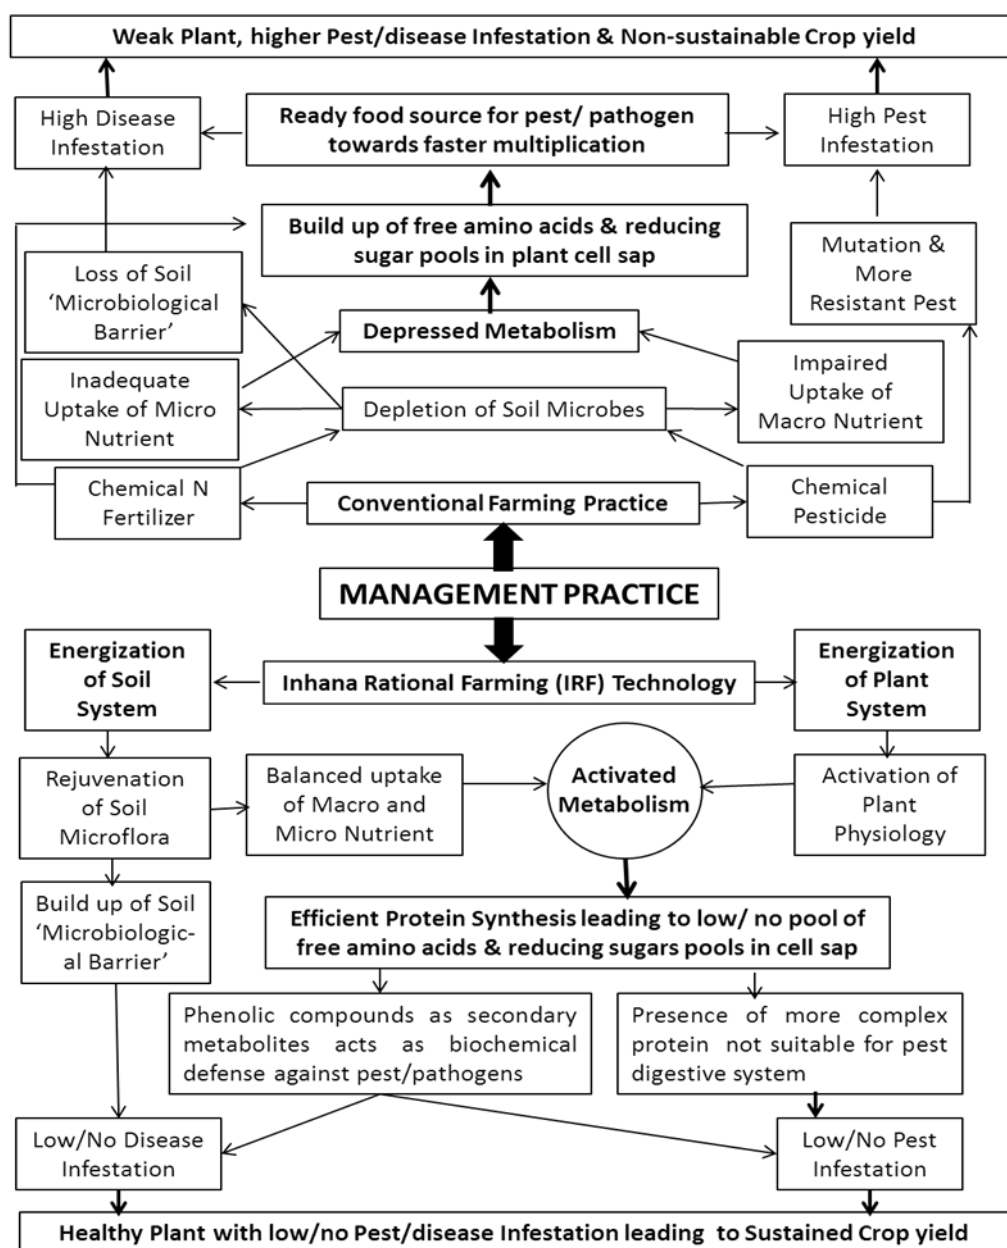 Weak Plant, higher Pest/disease Infestation & Non-sustainable Crop yield
High Disease
Infestation
Ready food source for pest/ pathogen
towards faster multiplication
High Pest
Infestation
Build up of free amino acids & reducing
sugar pools in plant cell sap
Loss of Soil
‘Microbiological
Barrier’
Mutation &
More
Resistant Pest
Depressed Metabolism
Inadequate
Uptake of Micro
Nutrient
Depletion of Soil Microbes
Impaired
Uptake of
Macro Nutrient
Chemical N
Fertilizer
Conventional Farming Practice
Chemical
Pesticide
MANAGEMENT PRACTICE
Energization
of Soil
System
Inhana Rational Farming (IRF) Technology
Energization
of Plant
System
Rejuvenation
of Soil
Microflora
Balanced uptake
of Macro and
Micro Nutrient
Activated
Metabolism
Activation of
Plant
Physiology
Build up of Soil
‘Microbiologic-
al Barrier’
Efficient Protein Synthesis leading to low/ no pool of
free amino acids & reducing sugars pools in cell sap
Phenolic compounds as secondary
metabolites acts as biochemical
defense against pest/pathogens
Presence of more complex
protein not suitable for pest
digestive system
Low/No Disease
Infestation
Low/No Pest
Infestation
Healthy Plant with low/no Pest/disease Infestation leading to Sustained Crop yield